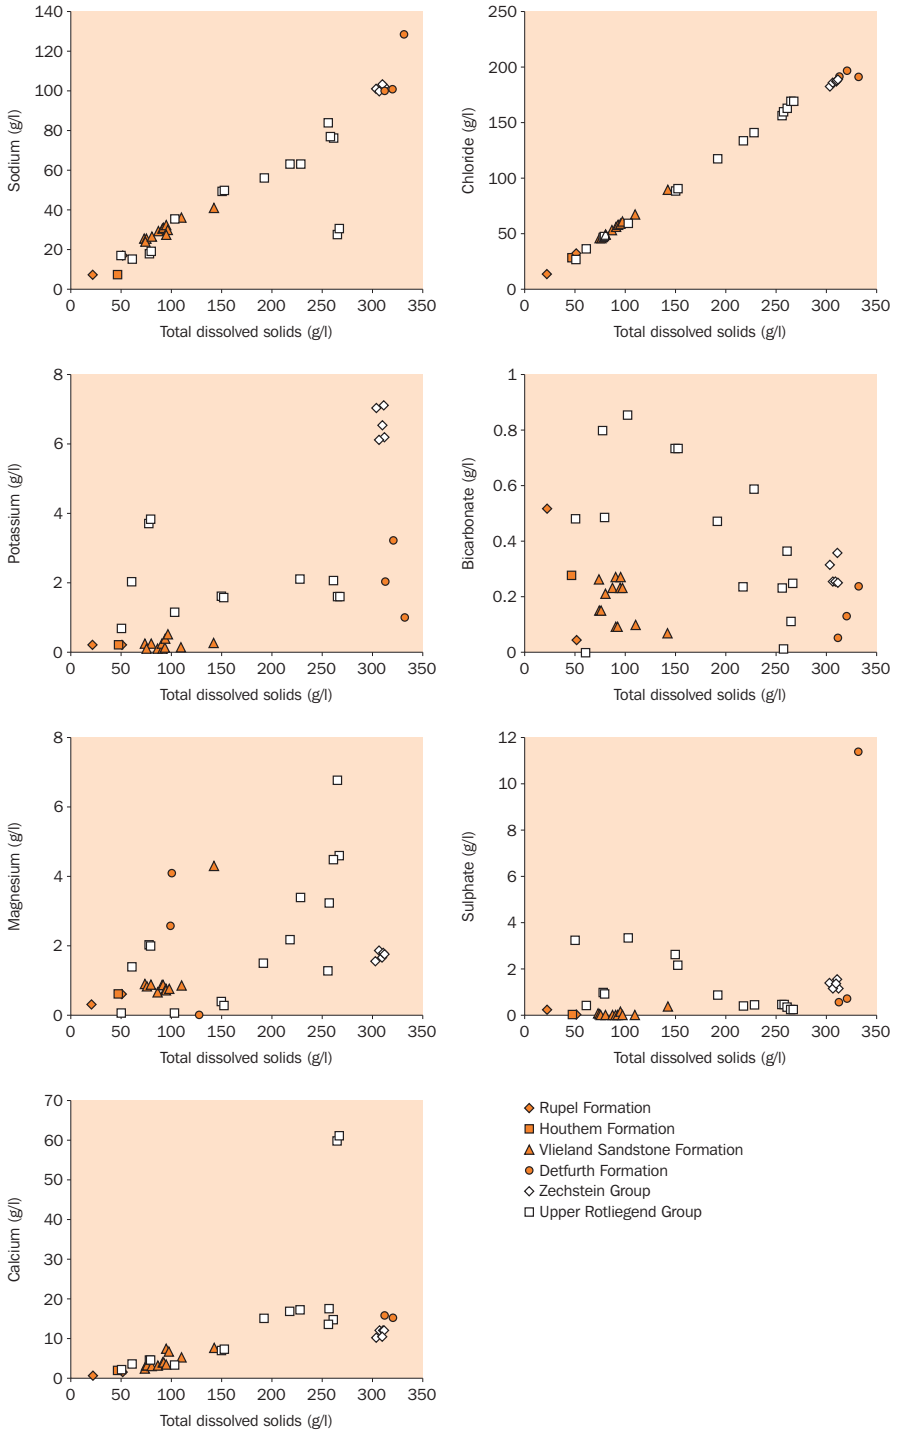 140
120
100
80
60
40
20
0
0 50 100 150 200 250 300 350
Sodium (g/l)
Total dissolved solids (g/l)
250
200
150
100
50
0
0 50 100 150 200 250 300 350
Chloride (g/l)
Total dissolved solids (g/l)
8
6
4
2
0
0 50 100 150 200 250 300 350
Potassium (g/l)
Total dissolved solids (g/l)
1
0.8
0.6
0.4
0.2
0
0 50 100 150 200 250 300 350
Bicarbonate (g/l)
Total dissolved solids (g/l)
8
6
4
2
0
0 50 100 150 200 250 300 350
Magnesium (g/l)
Total dissolved solids (g/l)
12
10
8
6
4
2
0
0 50 100 150 200 250 300 350
Sulphate (g/l)
Total dissolved solids (g/l)
70
60
50
40
30
20
10
0
0 50 100 150 200 250 300 350
Calcium (g/l)
Total dissolved solids (g/l)
Rupel Formation
Houthem Formation
Vlieland Sandstone Formation
Detfurth Formation
Zechstein Group
Upper Rotliegend Group